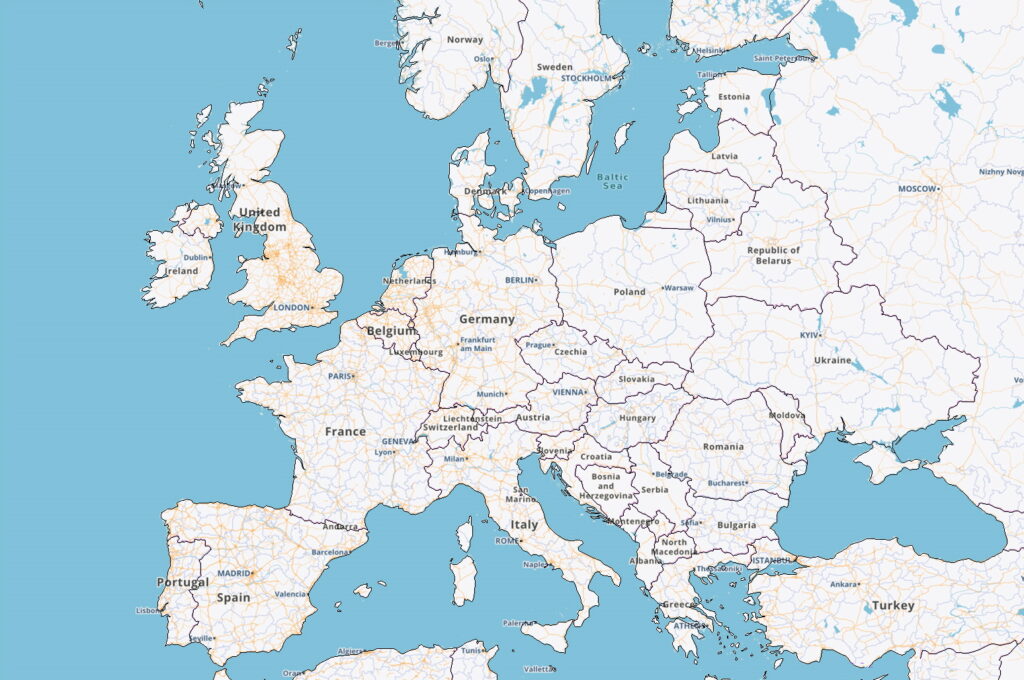 Norway
Bergen
Oslo
Sweden
STOCKHOLM
Helsinki
Saint-Petersburg
Tallinn
Estonia
Latvia
Baltic
Sea
Lithuania
Vilnius
MOSCOW
Nizhny Novg
Glasgow
United
Kingdom
Denmark
Copenhagen
Dublin
Ireland
LONDON
Hamburg
Netherlands
BERLIN
Republic of
Belarus
Poland
Warsaw
Germany
Belgium
Frankfurt
am Main
Luxembourg
Prague
Czechia
KYIV
Ukraine
PARIS
Munich
VIENNA
Slovakia
Vo
Liechtenstein
Switzerland
Austria
Hungary
Moldova
France
GENEVA
Lyon
Milan
Slovenia
Croatia
Romania
Bosnia
and
Herzegovina
Belgrade
Serbia
Bucharest
San
Marino
Andorra
Italy
Montenegro
Sofia
Bulgaria
ROME
North
Macedonia
Albania
ISTANBUL
Barcelona
Naples
Thessaloniki
Portugal
MADRID
Spain
Valencia
Ankara
Turkey
Lisbon
Greece
ATHENS
Seville
Palermo
Algiers
Tunis
Oran
Valletta